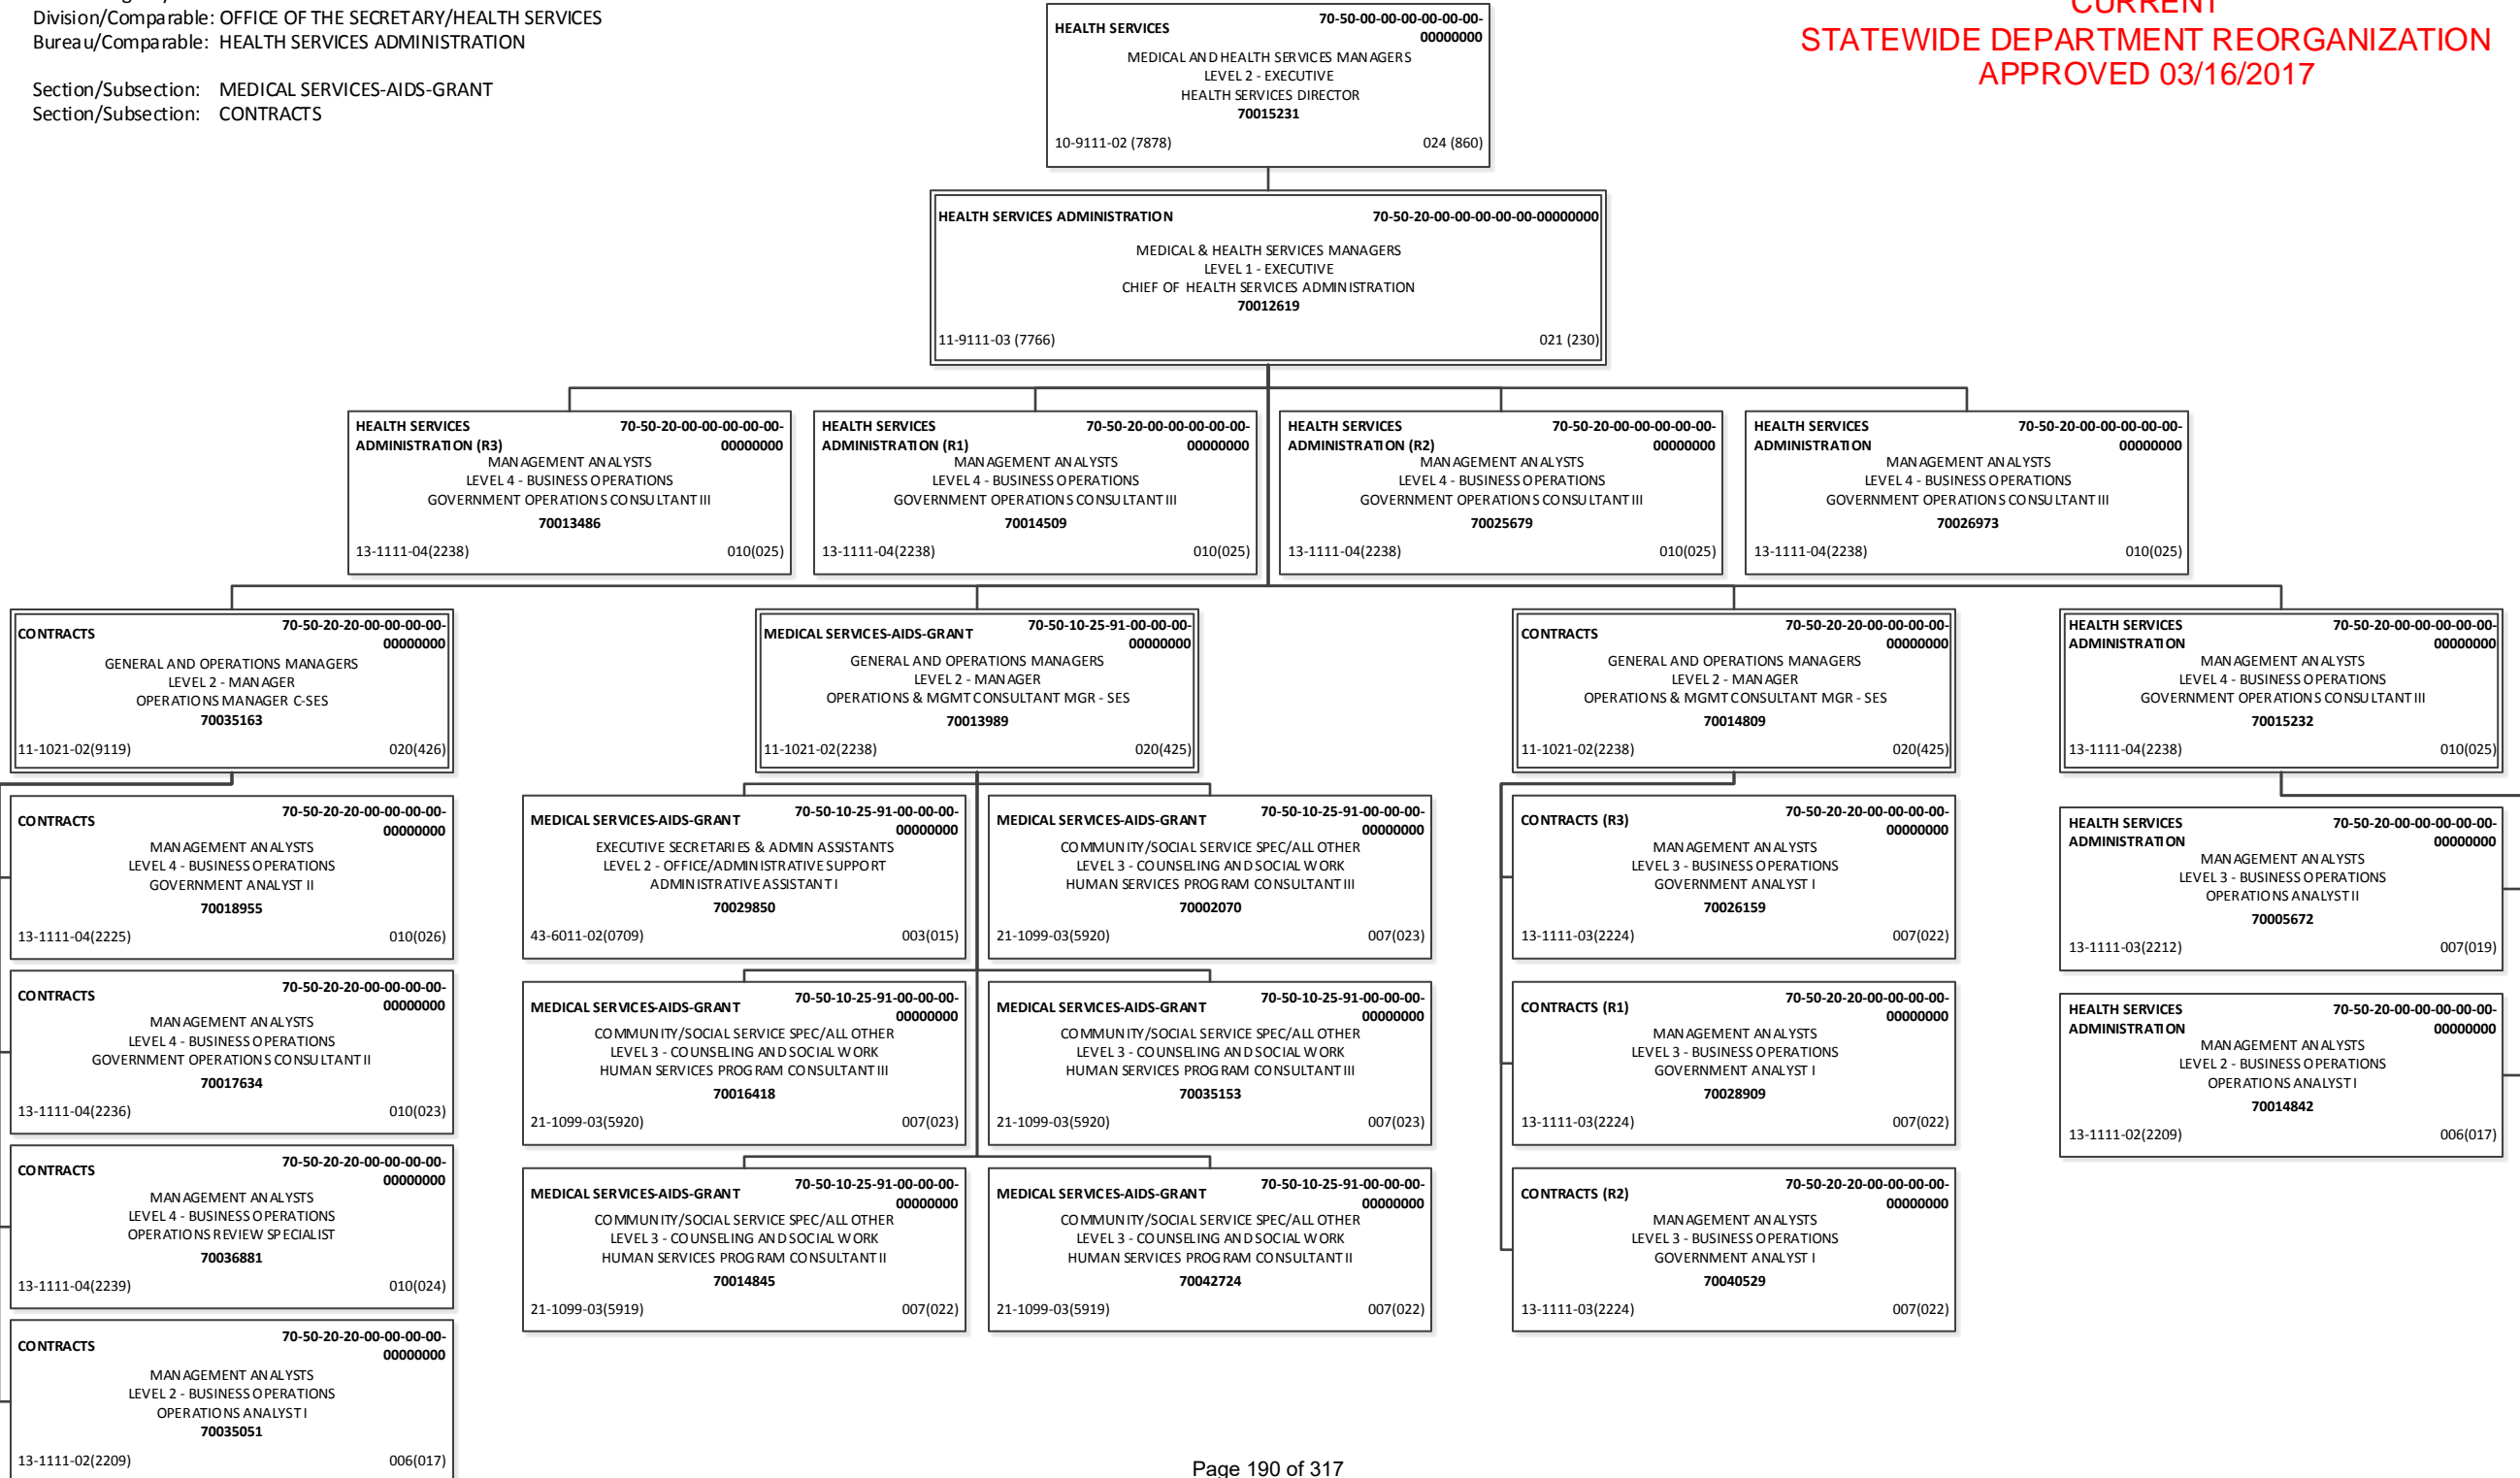 Division/Comparable: OFFICE OF THE SECRETARY/HEALTH SERVICES
Bureau/Comparable: HEALTH SERVICES ADMINISTRATION
Section/Subsection: MEDICAL SERVICES-AIDS-GRANT
Section/Subsection: CONTRACTS
CURRENT
STATEWIDE DEPARTMENT REORGANIZATION
APPROVED 03/16/2017
HEALTH SERVICES 70-50-00-00-00-00-00-00-
00000000
MEDICAL AND HEALTH SERVICES MANAGERS
LEVEL 2 - EXECUTIVE
HEALTH SERVICES DIRECTOR
70015231
10-9111-02 (7878) 024 (860)
HEALTH SERVICES ADMINISTRATION 70-50-20-00-00-00-00-00-00000000
MEDICAL & HEALTH SERVICES MANAGERS
LEVEL 1 - EXECUTIVE
CHIEF OF HEALTH SERVICES ADMINISTRATION
70012619
11-9111-03 (7766) 021 (230)
HEALTH SERVICES 70-50-20-00-00-00-00-00-
ADMINISTRATION (R3) 00000000
MANAGEMENT ANALYSTS
LEVEL 4 - BUSINESS OPERATIONS
GOVERNMENT OPERATIONS CONSULTANT III
70013486
13-1111-04(2238) 010(025)
HEALTH SERVICES 70-50-20-00-00-00-00-00-
ADMINISTRATION (R1) 00000000
MANAGEMENT ANALYSTS
LEVEL 4 - BUSINESS OPERATIONS
GOVERNMENT OPERATIONS CONSULTANT III
70014509
13-1111-04(2238) 010(025)
HEALTH SERVICES 70-50-20-00-00-00-00-00-
ADMINISTRATION (R2) 00000000
MANAGEMENT ANALYSTS
LEVEL 4 - BUSINESS OPERATIONS
GOVERNMENT OPERATIONS CONSULTANT III
70025679
13-1111-04(2238) 010(025)
HEALTH SERVICES 70-50-20-00-00-00-00-00-
ADMINISTRATION 00000000
MANAGEMENT ANALYSTS
LEVEL 4 - BUSINESS OPERATIONS
GOVERNMENT OPERATIONS CONSULTANT III
70026973
13-1111-04(2238) 010(025)
CONTRACTS 70-50-20-20-00-00-00-00-
00000000
GENERAL AND OPERATIONS MANAGERS
LEVEL 2 - MANAGER
OPERATIONS MANAGER C-SES
70035163
11-1021-02(9119) 020(426)
MEDICAL SERVICES-AIDS-GRANT 70-50-10-25-91-00-00-00-
00000000
GENERAL AND OPERATIONS MANAGERS
LEVEL 2 - MANAGER
OPERATIONS & MGMT CONSULTANT MGR - SES
70013989
11-1021-02(2238) 020(425)
CONTRACTS 70-50-20-20-00-00-00-00-
00000000
GENERAL AND OPERATIONS MANAGERS
LEVEL 2 - MANAGER
OPERATIONS & MGMT CONSULTANT MGR - SES
70014809
11-1021-02(2238) 020(425)
HEALTH SERVICES 70-50-20-00-00-00-00-00-
ADMINISTRATION 00000000
MANAGEMENT ANALYSTS
LEVEL 4 - BUSINESS OPERATIONS
GOVERNMENT OPERATIONS CONSULTANT III
70015232
13-1111-04(2238) 010(025)
CONTRACTS 70-50-20-20-00-00-00-00-
00000000
MANAGEMENT ANALYSTS
LEVEL 4 - BUSINESS OPERATIONS
GOVERNMENT ANALYST II
70018955
13-1111-04(2225) 010(026)
MEDICAL SERVICES-AIDS-GRANT 70-50-10-25-91-00-00-00-
00000000
EXECUTIVE SECRETARIES & ADMIN ASSISTANTS
LEVEL 2 - OFFICE/ADMINISTRATIVE SUPPORT
ADMINISTRATIVE ASSISTANT I
70029850
43-6011-02(0709) 003(015)
MEDICAL SERVICES-AIDS-GRANT 70-50-10-25-91-00-00-00-
00000000
COMMUNITY/SOCIAL SERVICE SPEC/ALL OTHER
LEVEL 3 - COUNSELING AND SOCIAL WORK
HUMAN SERVICES PROGRAM CONSULTANT III
70002070
21-1099-03(5920) 007(023)
CONTRACTS (R3) 70-50-20-20-00-00-00-00-
00000000
MANAGEMENT ANALYSTS
LEVEL 3 - BUSINESS OPERATIONS
GOVERNMENT ANALYST I
70026159
13-1111-03(2224) 007(022)
HEALTH SERVICES 70-50-20-00-00-00-00-00-
ADMINISTRATION 00000000
MANAGEMENT ANALYSTS
LEVEL 3 - BUSINESS OPERATIONS
OPERATIONS ANALYST II
70005672
13-1111-03(2212) 007(019)
CONTRACTS 70-50-20-20-00-00-00-00-
00000000
MANAGEMENT ANALYSTS
LEVEL 4 - BUSINESS OPERATIONS
GOVERNMENT OPERATIONS CONSULTANT II
70017634
13-1111-04(2236) 010(023)
MEDICAL SERVICES-AIDS-GRANT 70-50-10-25-91-00-00-00-
00000000
COMMUNITY/SOCIAL SERVICE SPEC/ALL OTHER
LEVEL 3 - COUNSELING AND SOCIAL WORK
HUMAN SERVICES PROGRAM CONSULTANT III
70016418
21-1099-03(5920) 007(023)
MEDICAL SERVICES-AIDS-GRANT 70-50-10-25-91-00-00-00-
00000000
COMMUNITY/SOCIAL SERVICE SPEC/ALL OTHER
LEVEL 3 - COUNSELING AND SOCIAL WORK
HUMAN SERVICES PROGRAM CONSULTANT III
70035153
21-1099-03(5920) 007(023)
CONTRACTS (R1) 70-50-20-20-00-00-00-00-
00000000
MANAGEMENT ANALYSTS
LEVEL 3 - BUSINESS OPERATIONS
GOVERNMENT ANALYST I
70028909
13-1111-03(2224) 007(022)
HEALTH SERVICES 70-50-20-00-00-00-00-00-
ADMINISTRATION 00000000
MANAGEMENT ANALYSTS
LEVEL 2 - BUSINESS OPERATIONS
OPERATIONS ANALYST I
70014842
13-1111-02(2209) 006(017)
CONTRACTS 70-50-20-20-00-00-00-00-
00000000
MANAGEMENT ANALYSTS
LEVEL 4 - BUSINESS OPERATIONS
OPERATIONS REVIEW SPECIALIST
70036881
13-1111-04(2239) 010(024)
MEDICAL SERVICES-AIDS-GRANT 70-50-10-25-91-00-00-00-
00000000
COMMUNITY/SOCIAL SERVICE SPEC/ALL OTHER
LEVEL 3 - COUNSELING AND SOCIAL WORK
HUMAN SERVICES PROGRAM CONSULTANT II
70014845
21-1099-03(5919) 007(022)
MEDICAL SERVICES-AIDS-GRANT 70-50-10-25-91-00-00-00-
00000000
COMMUNITY/SOCIAL SERVICE SPEC/ALL OTHER
LEVEL 3 - COUNSELING AND SOCIAL WORK
HUMAN SERVICES PROGRAM CONSULTANT II
70042724
21-1099-03(5919) 007(022)
CONTRACTS (R2) 70-50-20-20-00-00-00-00-
00000000
MANAGEMENT ANALYSTS
LEVEL 3 - BUSINESS OPERATIONS
GOVERNMENT ANALYST I
70040529
13-1111-03(2224) 007(022)
CONTRACTS 70-50-20-20-00-00-00-00-
00000000
MANAGEMENT ANALYSTS
LEVEL 2 - BUSINESS OPERATIONS
OPERATIONS ANALYST I
70035051
13-1111-02(2209) 006(017)
Page 190 of 317